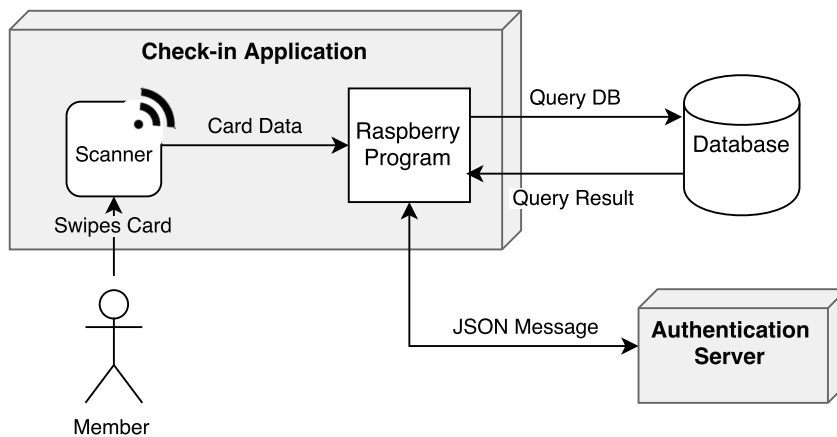 Check-in Application
Query DB
Card Data
Raspberry
Program
Scanner
Database
Query Result
Swipes Card
JSON Message
Authentication
Server
Member